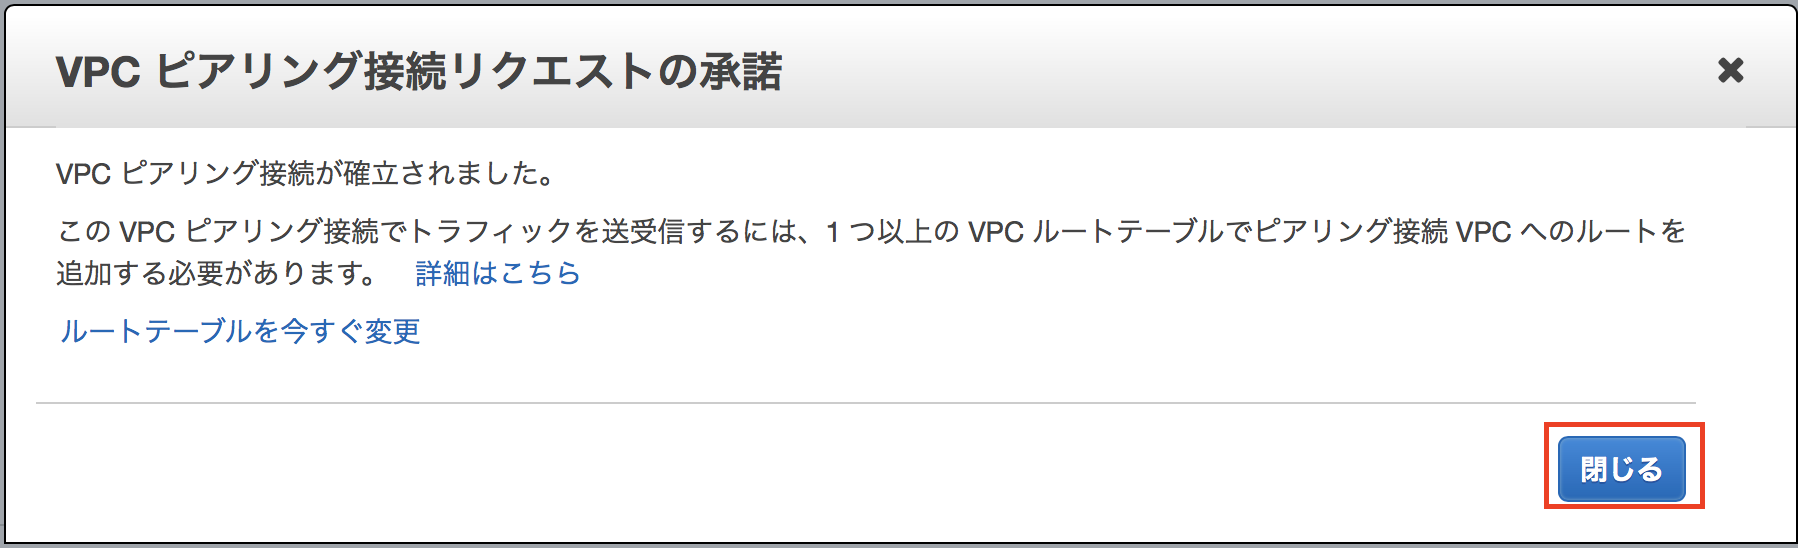 VPC ピアリング接続リクエストの承諾
VPC ピアリング接続が確立されました。
この VPC ピアリング接続でトラフィックを送受信するには、1 つ以上の VPC ルートテーブルでピアリング接続 VPC へのルートを
追加する必要があります。 詳細はこちら
ルートテーブルを今すぐ変更
閉じる